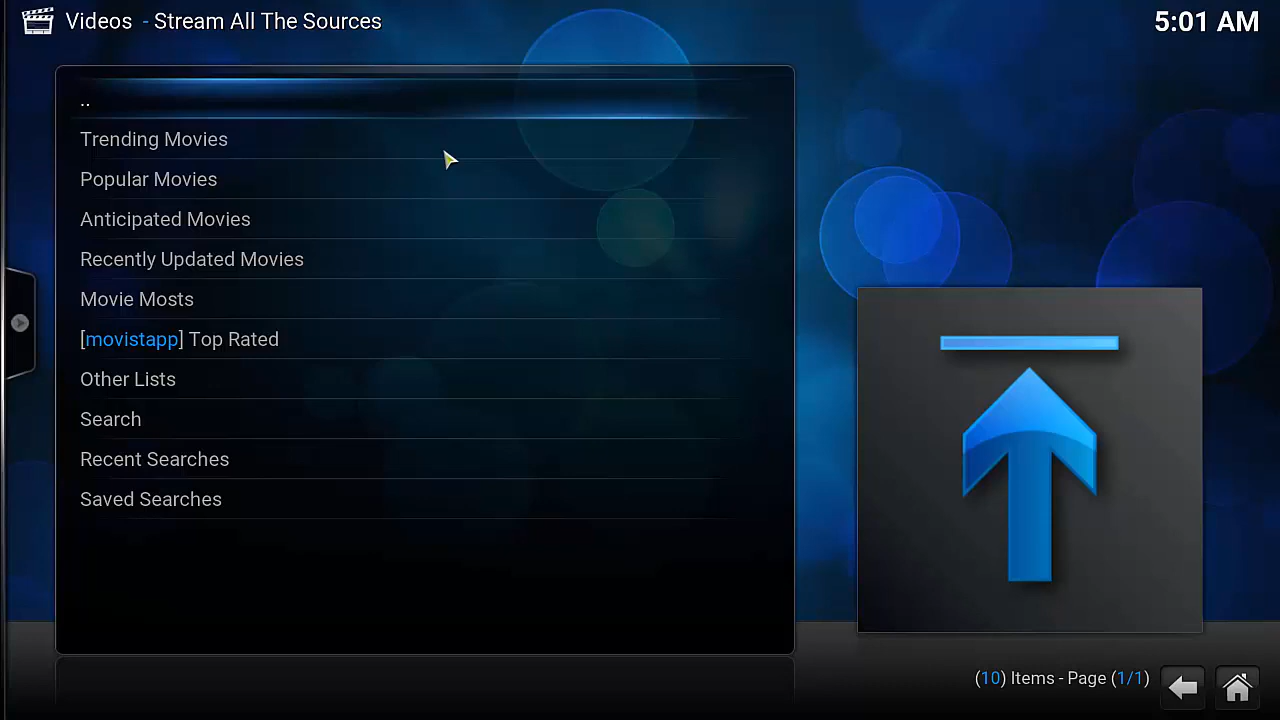 Videos - Stream All The Sources
5:01 AM
..
Trending Movies
Popular Movies
Anticipated Movies
Recently Updated Movies
Movie Mosts
[movistapp] Top Rated
Other Lists
Search
Recent Searches
Saved Searches
(10) Items - Page (1/1)